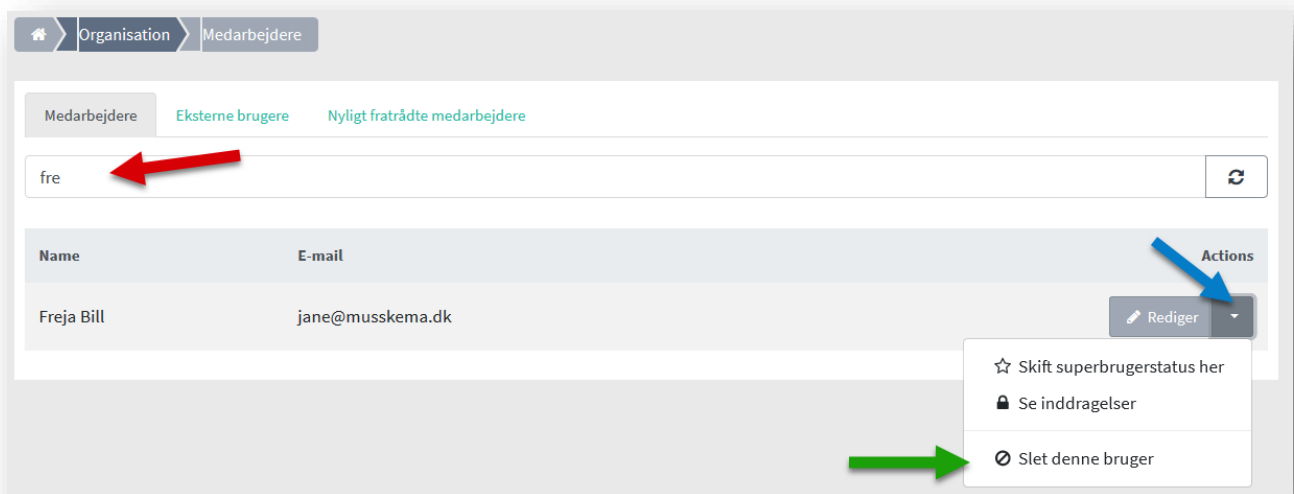 Organisation Medarbejdere
Medarbejdere Eksterne brugere Nyligt fratrådte medarbejdere
fre
Name E-mail Actions
Freja Bill jane@musskema.dk Rediger
Skift superbrugerstatus her
Se inddragelser
Slet denne bruger